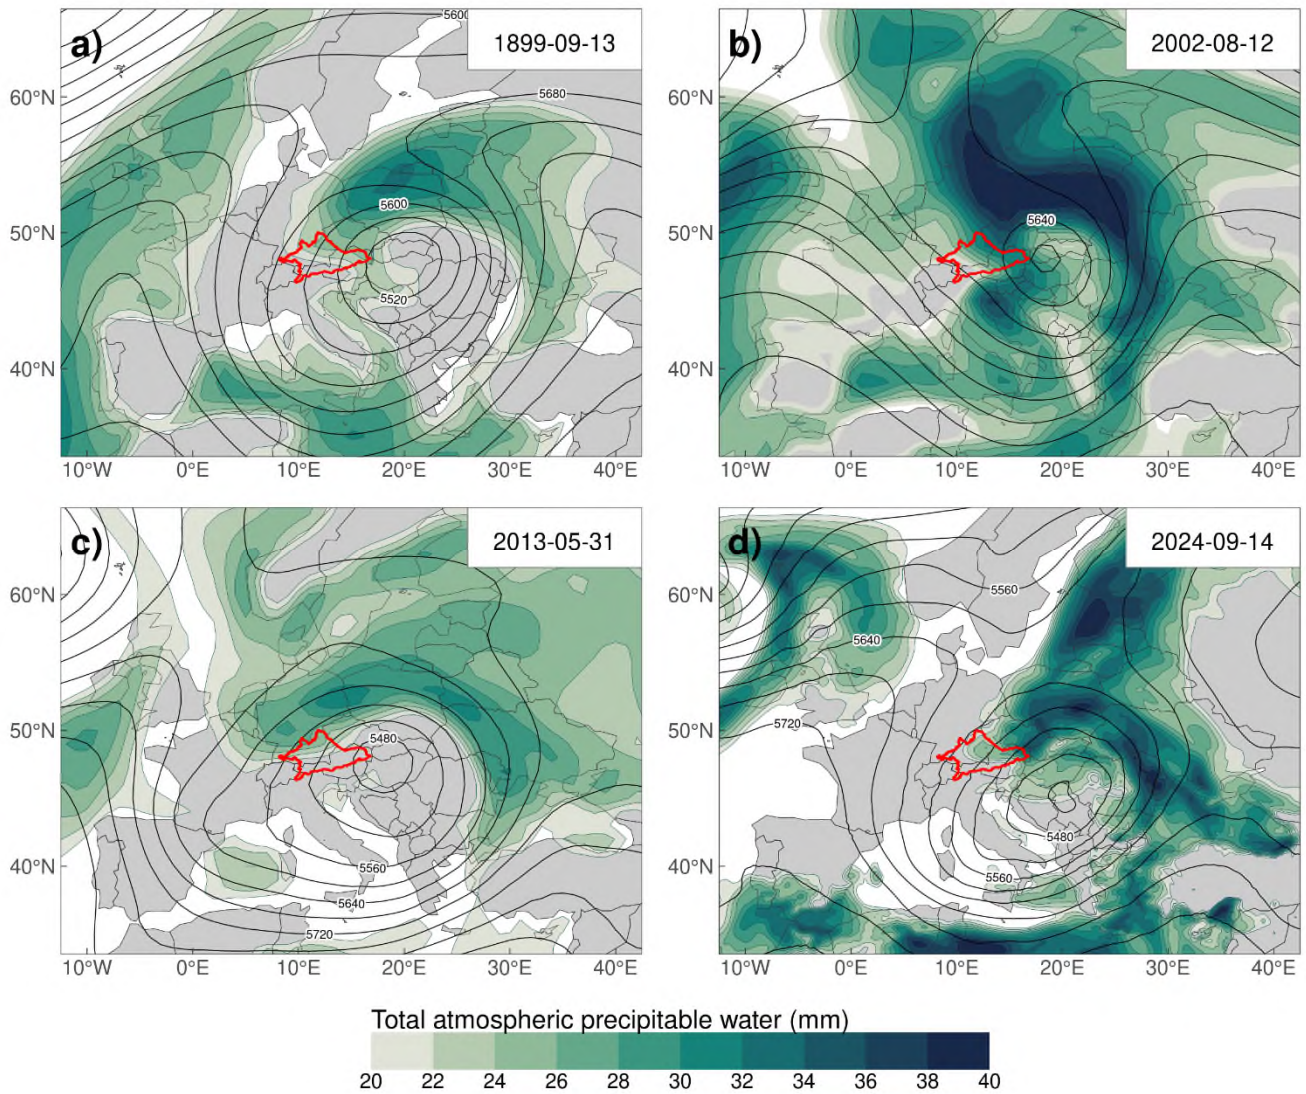 a)
1899-09-13
5600
5680
5600
5520
60°N
50°N
40°N
10°W 0°E 10°E 20°E 30°E 40°E
b)
2002-08-12
5640
60°N
50°N
40°N
10°W 0°E 10°E 20°E 30°E 40°E
c)
2013-05-31
5480
5560
5640
5720
60°N
50°N
40°N
10°W 0°E 10°E 20°E 30°E 40°E
d)
2024-09-14
5560
5640
5720
5480
5560
60°N
50°N
40°N
10°W 0°E 10°E 20°E 30°E 40°E
Total atmospheric precipitable water (mm)
20 22 24 26 28 30 32 34 36 38 40